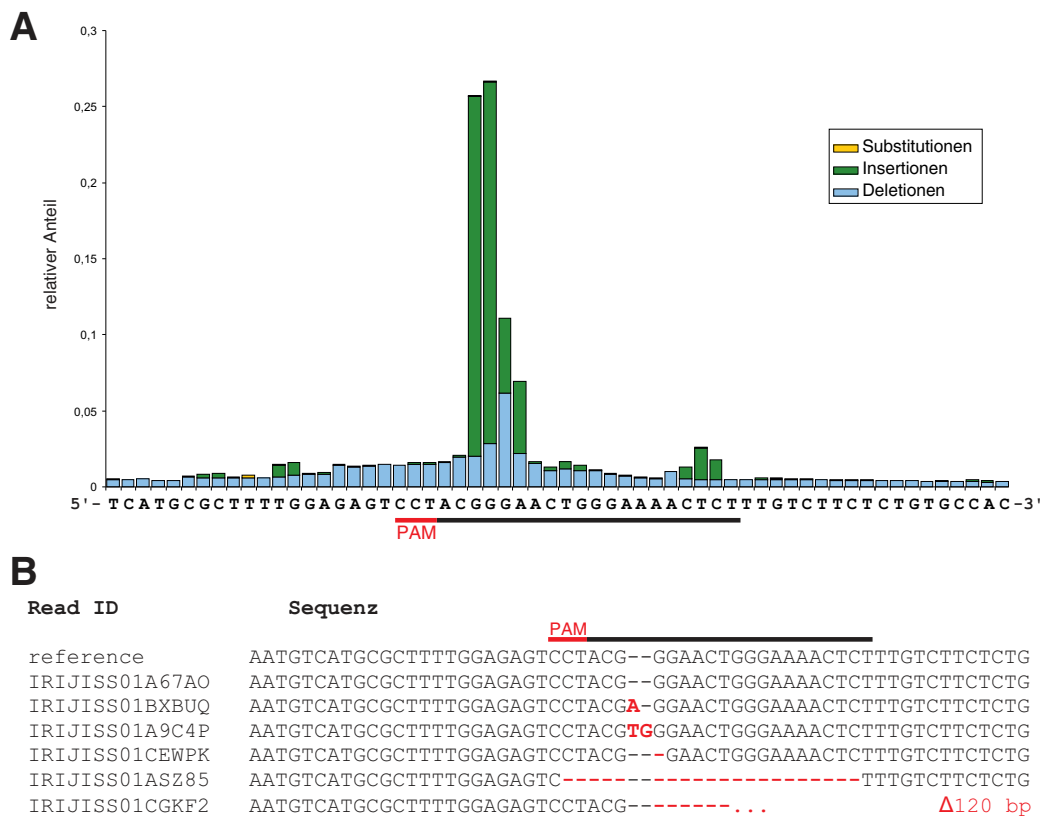 A
0,3
0,25
0,2
0,15
0,1
0,05
0
relativer Anteil
Substitutionen
Insertionen
Deletionen
5'- TCATGCGCTTTTGGAGAGTCCTACGGGAACTGGGAAAACTCTTTGTCTTCTCTGTGCCAC -3'
PAM
B
Read ID Sequenz
PAM
reference AATGTCATGCGCTTTTGGAGAGTCCTACG--GGAACTGGGAAAACTCTTTGTCTTCTCTG
IRIJISS01A67AO AATGTCATGCGCTTTTGGAGAGTCCTACG--GGAACTGGGAAAACTCTTTGTCTTCTCTG
IRIJISS01BXBUQ AATGTCATGCGCTTTTGGAGAGTCCTACGA-GGAACTGGGAAAACTCTTTGTCTTCTCTG
IRIJISS01A9C4P AATGTCATGCGCTTTTGGAGAGTCCTACGTGGGAACTGGGAAAACTCTTTGTCTTCTCTG
IRIJISS01CEWPK AATGTCATGCGCTTTTGGAGAGTCCTACG---GAACTGGGAAAACTCTTTGTCTTCTCTG
IRIJISS01ASZ85 AATGTCATGCGCTTTTGGAGAGTC-----------------------TTTGTCTTCTCTG
IRIJISS01CGKF2 AATGTCATGCGCTTTTGGAGAGTCCTACG--------... Δ120 bp